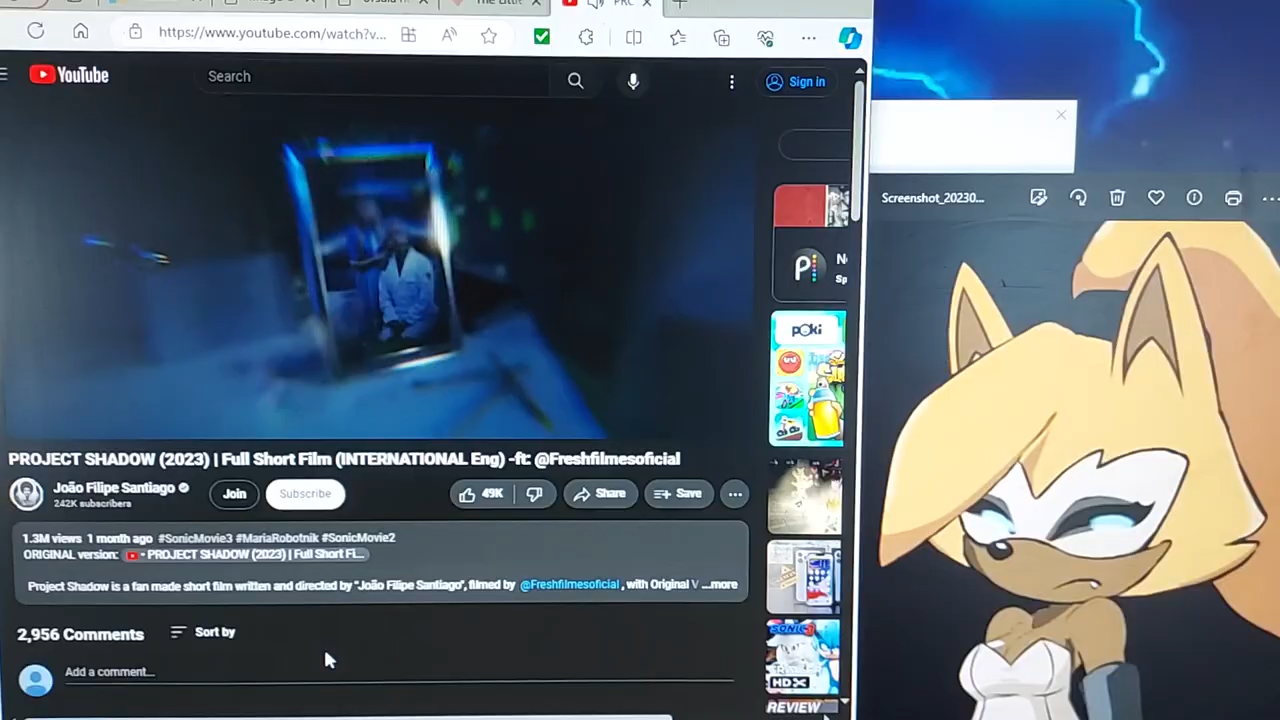 https://www.youtube.com/watch?v...
YouTube
Search
Sign in
Screenshot_20230...
poki
PROJECT SHADOW (2023) | Full Short Film (INTERNATIONAL Eng) -ft: @Freshfilmesoficial
João Filipe Santiago
242K subscribers
Join
Subscribe
49K
Share
Save
1.3M views 1 month ago #SonicMovie3 #MariaRobotnik #SonicMovie2
ORIGINAL version: PROJECT SHADOW (2023) | Full Short Fi...
Project Shadow is a fan made short film written and directed by "João Filipe Santiago", filmed by @Freshfilmesoficial, with Original V ...more
2,956 Comments
Sort by
Add a comment...
SONIC 3
HDX
REVIEW